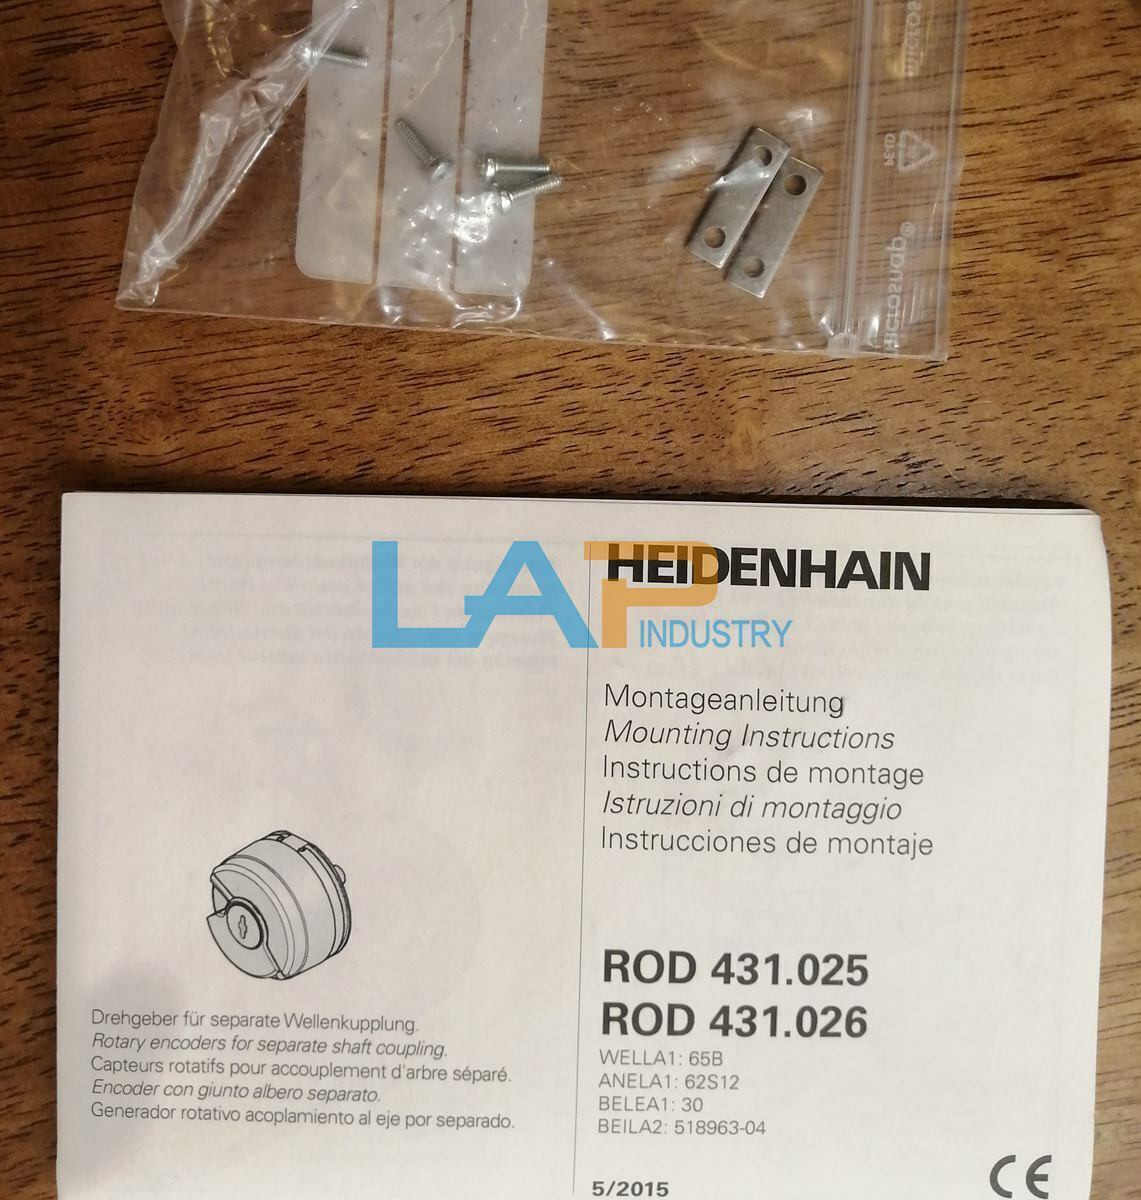 HEIDENHAIN
LAP
INDUSTRY
Montageanleitung
Mounting Instructions
Instructions de montage
Istruzioni di montaggio
Instrucciones de montaje
ROD 431.025
ROD 431.026
WELLA1: 65B
ANELA1: 62S12
BELEA1: 30
BEILA2: 518963-04
5/2015
CE
Drehgeber für separate Wellenkupplung.
Rotary encoders for separate shaft coupling.
Capteurs rotatifs pour accouplement d'arbre séparé.
Encoder con giunto albero separato.
Generador rotativo acoplamiento al eje por separado.